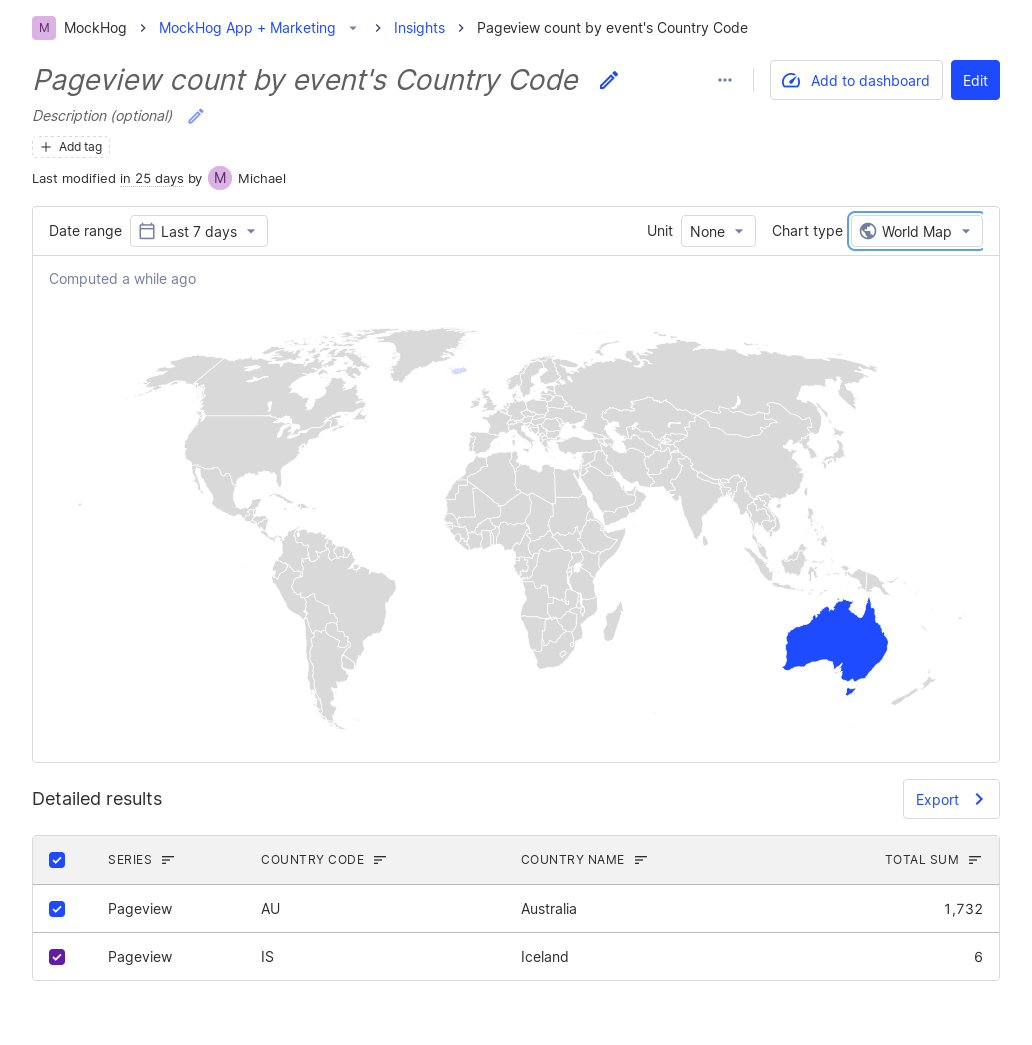 M MockHog MockHog App + Marketing Insights Pageview count by event's Country Code
Pageview count by event's Country Code
Add to dashboard
Edit
Description (optional)
Add tag
Last modified in 25 days by M Michael
Date range Last 7 days Unit None Chart type World Map
Computed a while ago
Detailed results
Export
SERIES COUNTRY CODE COUNTRY NAME TOTAL SUM
Pageview AU Australia 1,732
Pageview IS Iceland 6